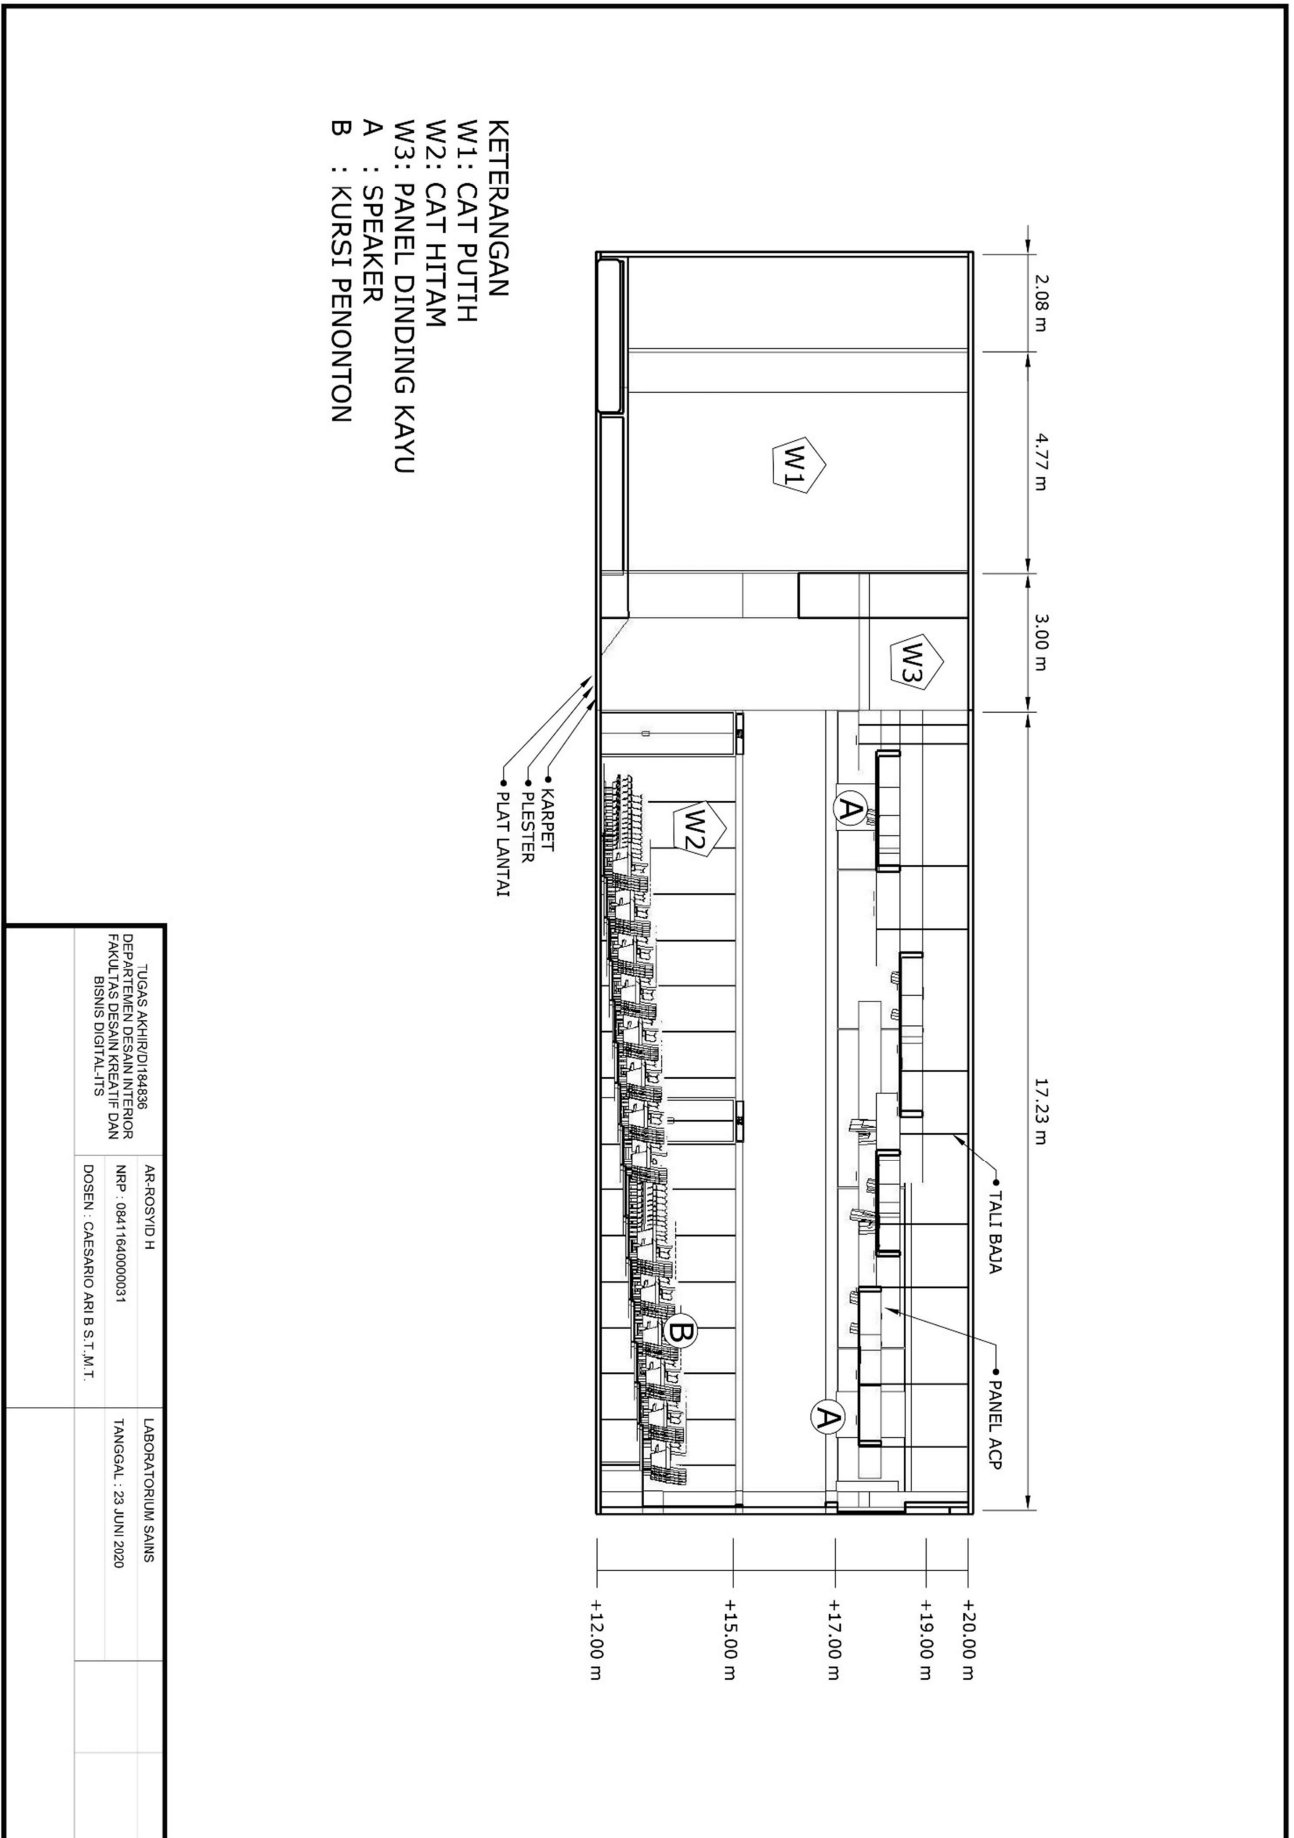 2.08 m
4.77 m
3.00 m
17.23 m
TALI BAJA
PANEL ACP
+20.00 m
+19.00 m
+17.00 m
+15.00 m
+12.00 m
W1
W3
W2
A
A
B
KARPET
PLESTER
PLAT LANTAI
KETERANGAN
W1: CAT PUTIH
W2: CAT HITAM
W3: PANEL DINDING KAYU
A : SPEAKER
B : KURSI PENONTON
TUGAS AKHIR/DI184836
DEPARTEMEN DESAIN INTERIOR
FAKULTAS DESAIN KREATIF DAN
BISNIS DIGITAL-ITS
AR-ROSYID H
NRP : 08411640000031
DOSEN : CAESARIO ARI B S.T.,M.T.
LABORATORIUM SAINS
TANGGAL : 23 JUNI 2020